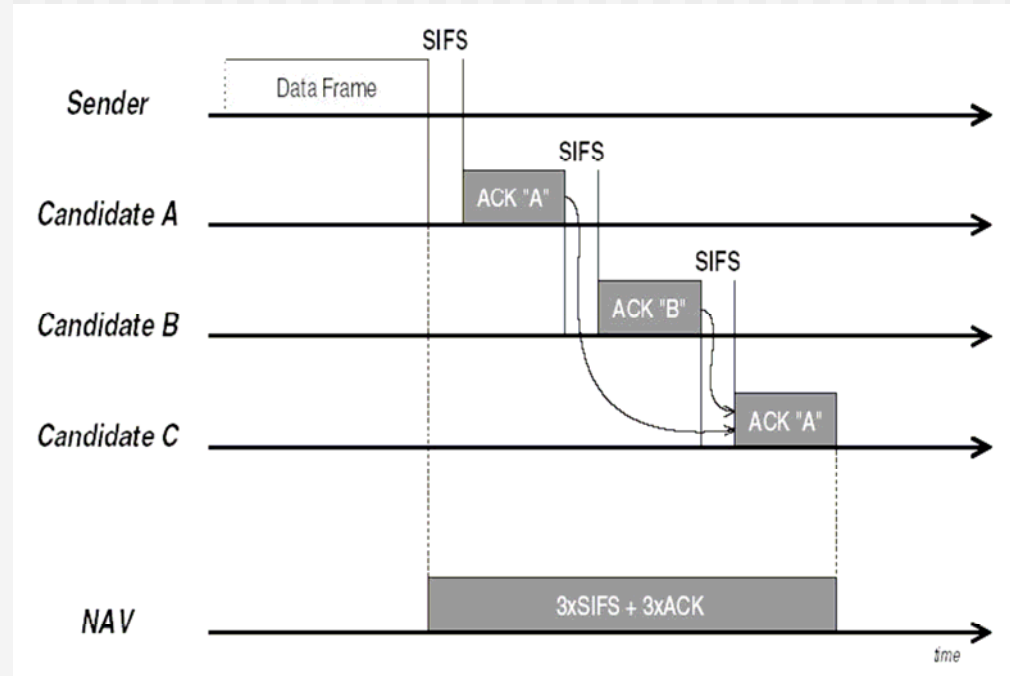 SIFS
Data Frame
Sender
SIFS
ACK "A"
Candidate A
SIFS
ACK "B"
Candidate B
ACK "A"
Candidate C
3xSIFS + 3xACK
NAV
time